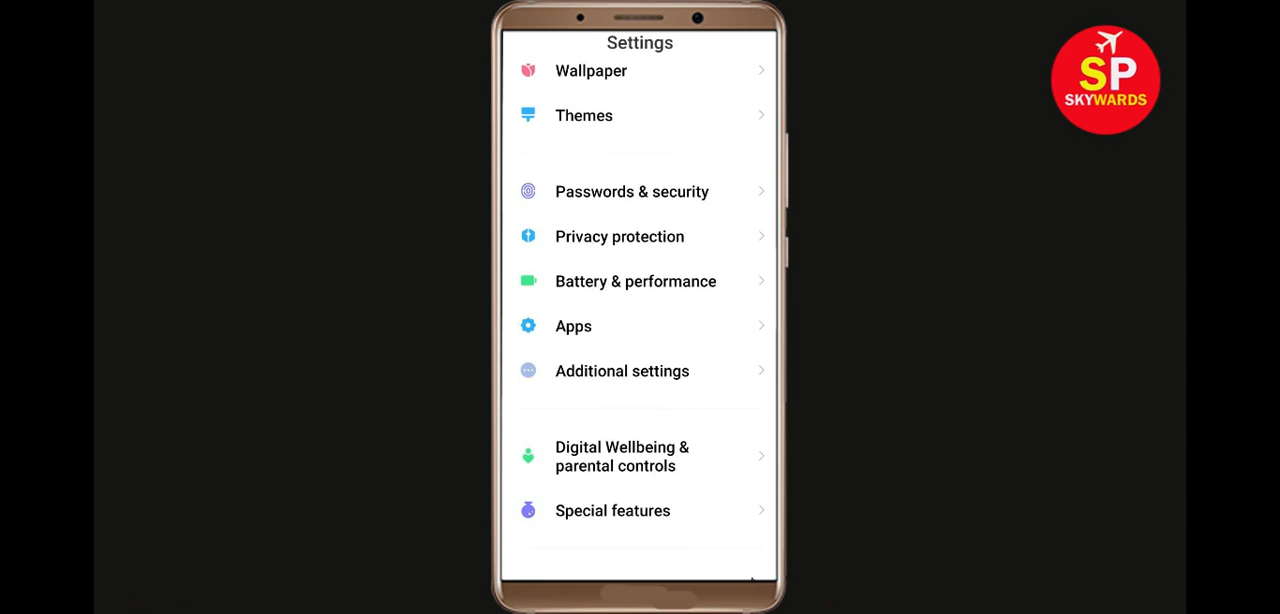 Settings
Wallpaper
Themes
Passwords & security
Privacy protection
Battery & performance
Apps
Additional settings
Digital Wellbeing &
parental controls
Special features
SP
SKYWARDS